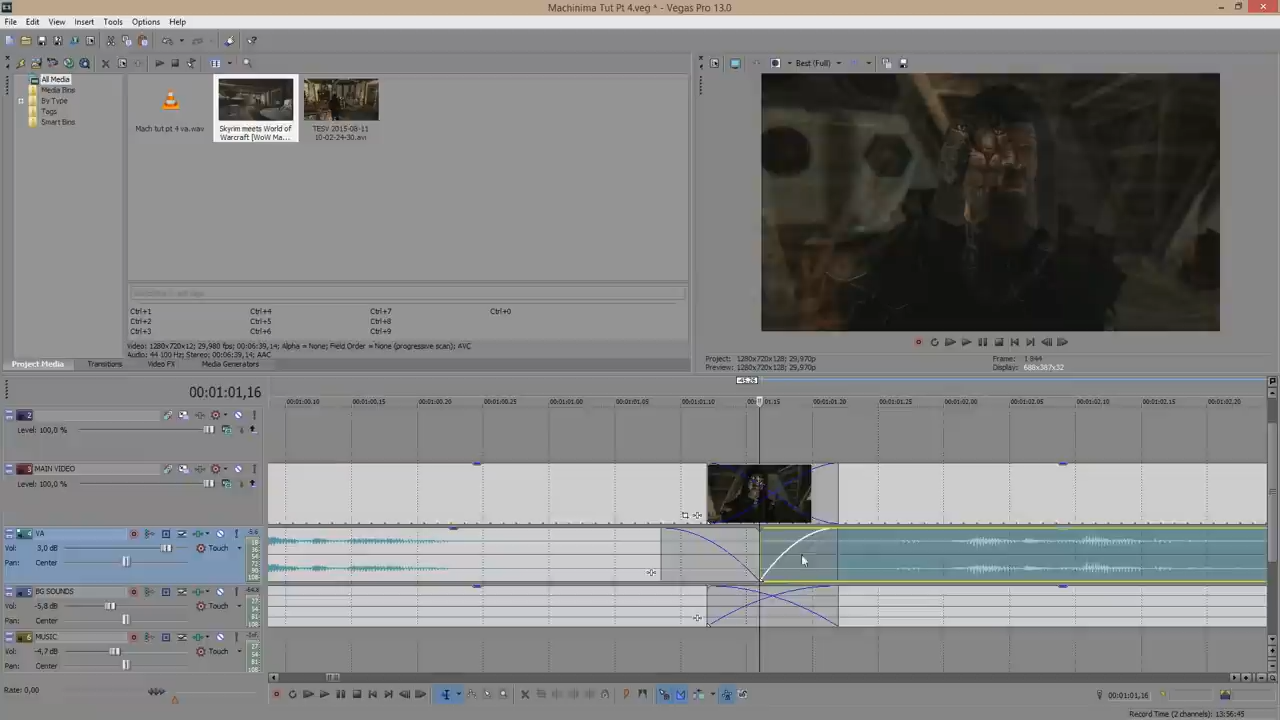 Machinima Tut Pt 4.veg * - Vegas Pro 13.0
File Edit View Insert Tools Options Help
All Media
Media Bins
By Type
Tags
Smart Bins
Mach tut pt 4 va.wav
Skyrim meets World of
Warcraft [WoW Ma...
TESV 2015-08-11
10-02-24-30.avi
Best (Full)
Ctrl+1 Ctrl+4 Ctrl+7 Ctrl+0
Ctrl+2 Ctrl+5 Ctrl+8
Ctrl+3 Ctrl+6 Ctrl+9
Video: 1280x720x12; 29,980 fps; 00:06:39,14; Alpha = None; Field Order = None (progressive scan); AVC
Audio: 44 100 Hz; Stereo; 00:06:39,14; AAC
Project Media Transitions Video FX Media Generators
Project: 1280x720x128; 29,970p
Preview: 1280x720x128; 29,970p
Frame: 1 844
Display: 688x387x32
00:01:01,16
00:01:00.10 00:01:00.15 00:01:00.20 00:01:00.25 00:01:01.05 00:01:01.10 00:01:01.15 00:01:01.20 00:01:01.25 00:01:02.00 00:01:02.05 00:01:02.10 00:01:02.15 00:01:02.20
2
Level: 100,0 %
3 MAIN VIDEO
Level: 100,0 %
4 VA
Vol: 3,0 dB Touch
Pan: Center
5 BG SOUNDS
Vol: -5,8 dB Touch
Pan: Center
6 MUSIC
Vol: -4,7 dB Touch
Pan: Center
Rate: 0,00
00:01:01,16
Record Time (2 channels): 13:56:45